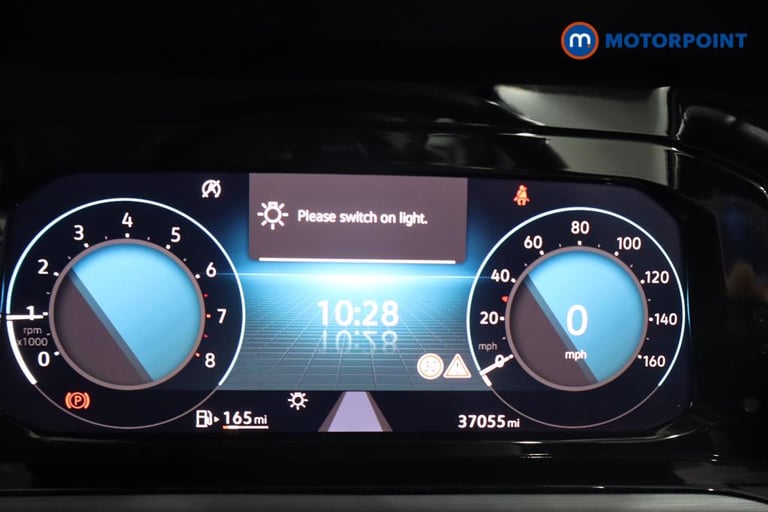 m MOTORPOINT
Please switch on light.
0 1 2 3 4 5 6 7 8
rpm
x1000
10:28
0 20 40 60 80 100 120 140 160
mph
0
mph
P
165 mi
37055 mi